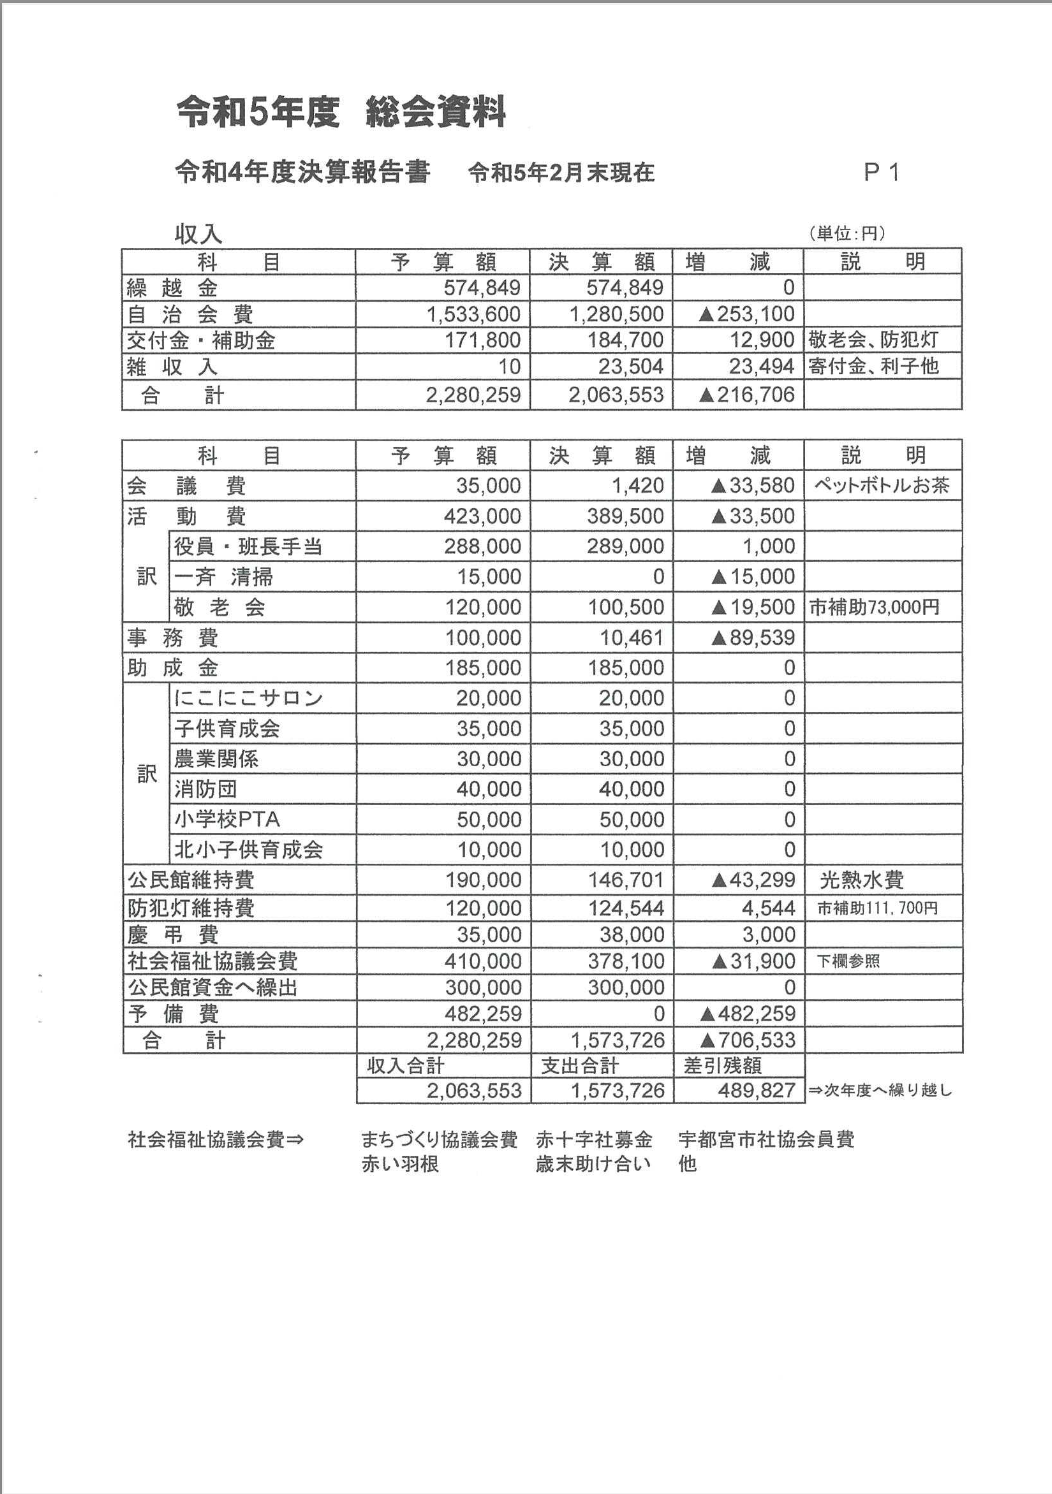 令和5年度 総会資料
令和4年度決算報告書 令和5年2月末現在 P 1
収入 （単位：円）
科 目 予 算 額 決 算 額 増 減 説 明
繰 越 金 574,849 574,849 0
自 治 会 費 1,533,600 1,280,500 ▲253,100
交付金・補助金 171,800 184,700 12,900 敬老会、防犯灯
雑 収 入 10 23,504 23,494 寄付金、利子他
合 計 2,280,259 2,063,553 ▲216,706
科 目 予 算 額 決 算 額 増 減 説 明
会 議 費 35,000 1,420 ▲33,580 ペットボトルお茶
活 動 費 423,000 389,500 ▲33,500
役員・班長手当 288,000 289,000 1,000
訳 一斉 清掃 15,000 0 ▲15,000
敬 老 会 120,000 100,500 ▲19,500 市補助73,000円
事 務 費 100,000 10,461 ▲89,539
助 成 金 185,000 185,000 0
にこにこサロン 20,000 20,000 0
子供育成会 35,000 35,000 0
農業関係 30,000 30,000 0
訳 消防団 40,000 40,000 0
小学校PTA 50,000 50,000 0
北小子供育成会 10,000 10,000 0
公民館維持費 190,000 146,701 ▲43,299 光熱水費
防犯灯維持費 120,000 124,544 4,544 市補助111,700円
慶 弔 費 35,000 38,000 3,000
社会福祉協議会費 410,000 378,100 ▲31,900 下欄参照
公民館資金へ繰出 300,000 300,000 0
予 備 費 482,259 0 ▲482,259
合 計 2,280,259 1,573,726 ▲706,533
収入合計 支出合計 差引残額
2,063,553 1,573,726 489,827 ⇒次年度へ繰り越し
社会福祉協議会費⇒ まちづくり協議会費 赤十字社募金 宇都宮市社協会員費
赤い羽根 歳末助け合い 他